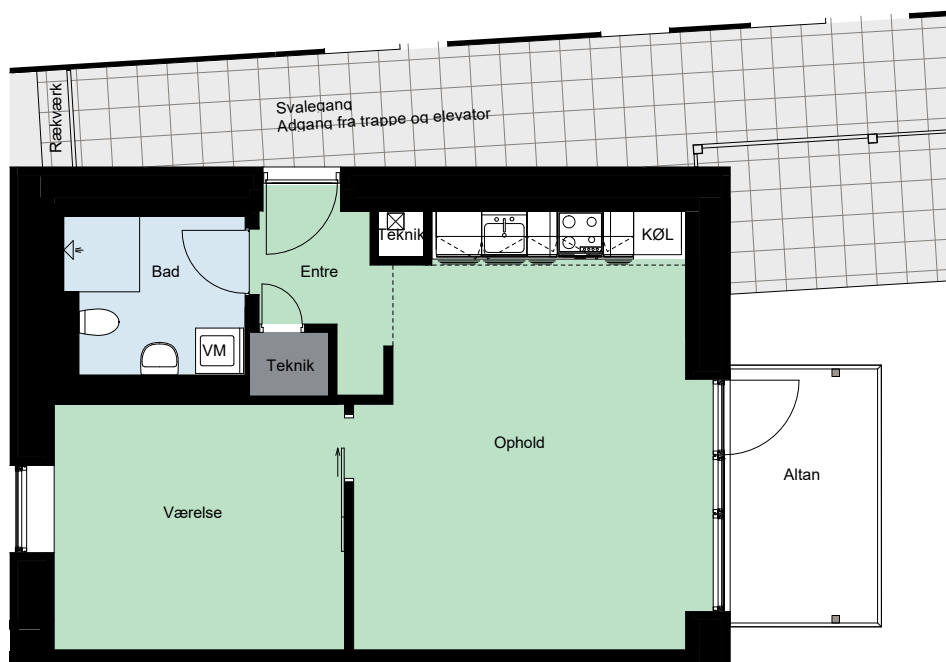 Rækværk
Svalegang
Adgang fra trappe og elevator
Teknik
KØL
Bad
Entre
VM
Teknik
Ophold
Altan
Værelse